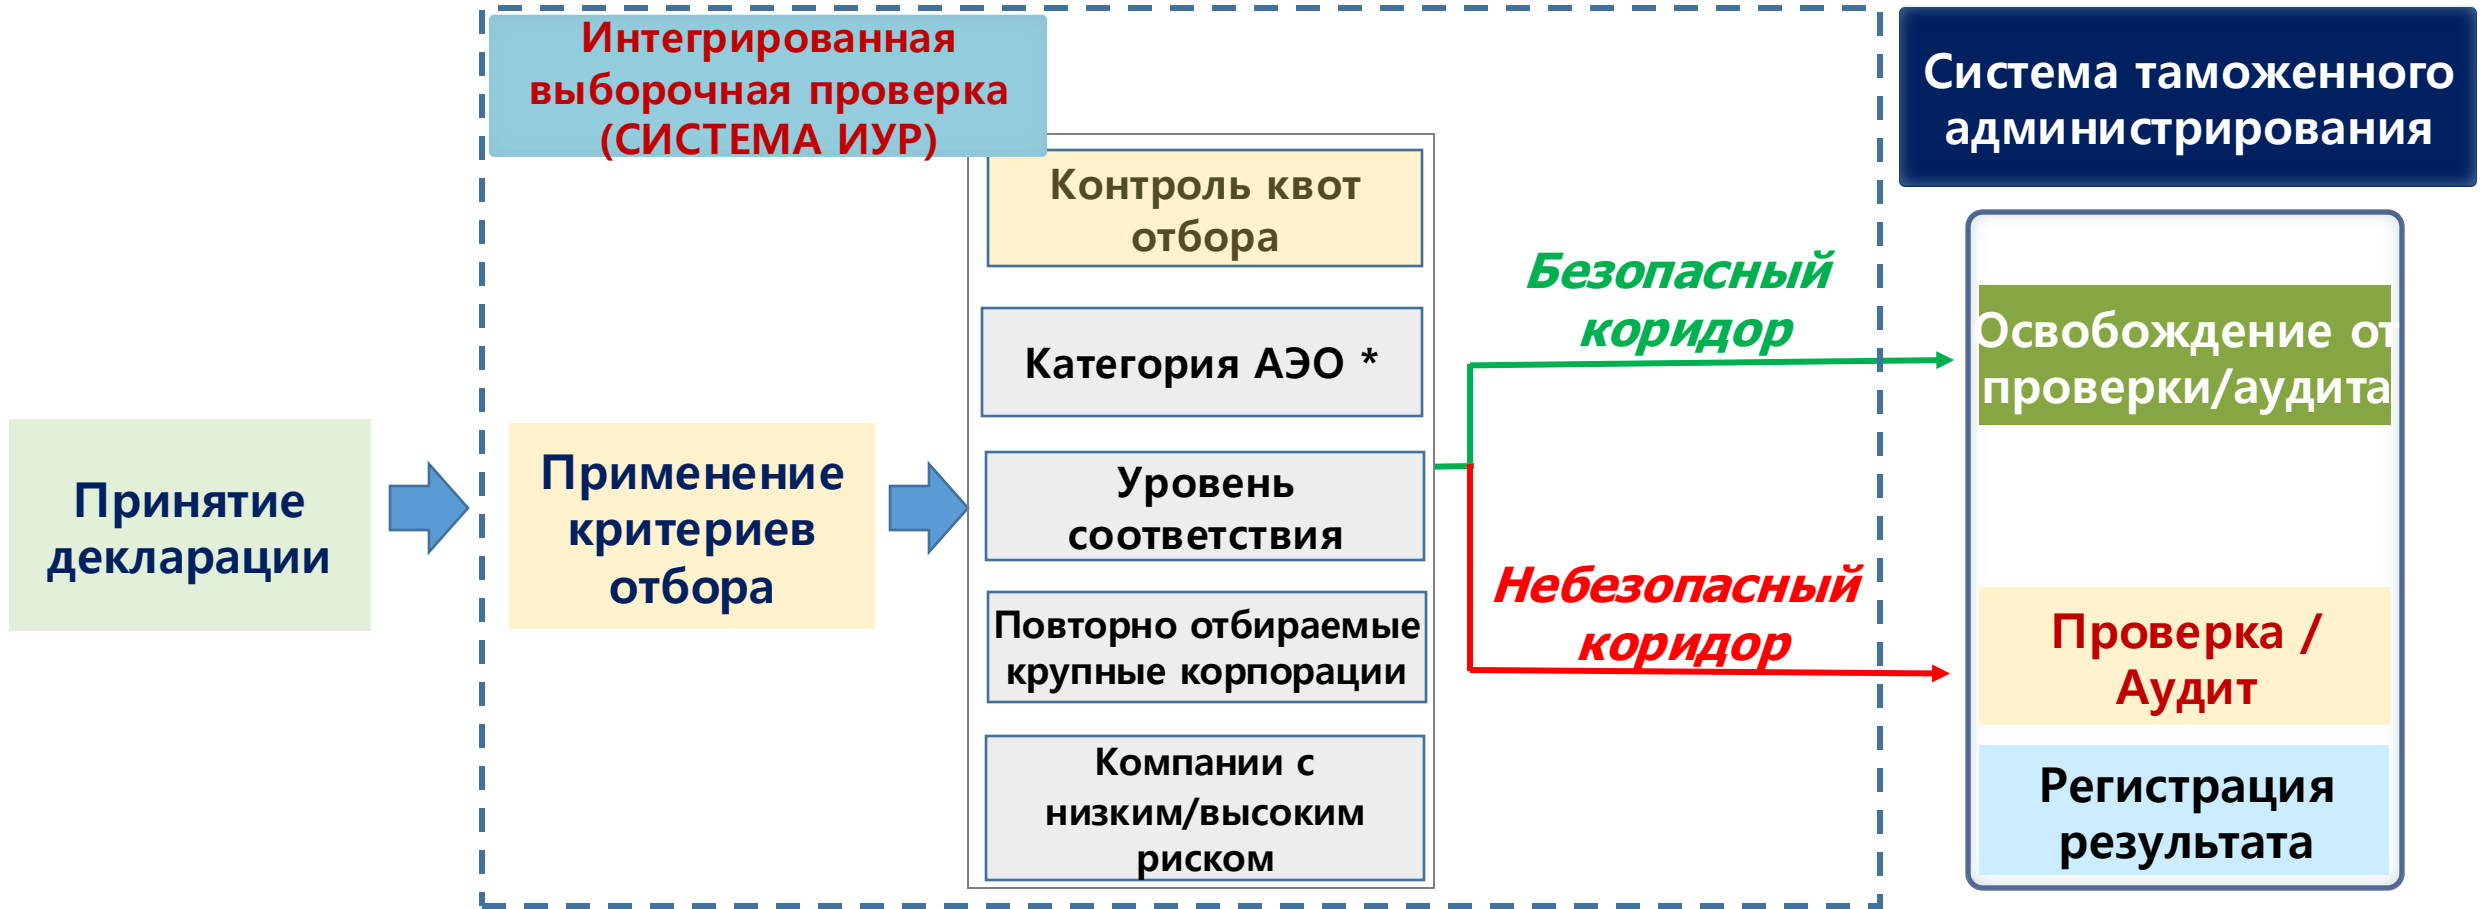 Интегрированная
выборочная проверка
(СИСТЕМА ИУР)
Система таможенного
администрирования
Принятие
декларации
Применение
критериев
отбора
Контроль квот
отбора
Категория АЭО *
Уровень
соответствия
Повторно отбираемые
крупные корпорации
Компании с
низким/высоким
риском
Безопасный
коридор
Небезопасный
коридор
Освобождение от
проверки/аудита
Проверка /
Аудит
Регистрация
результата